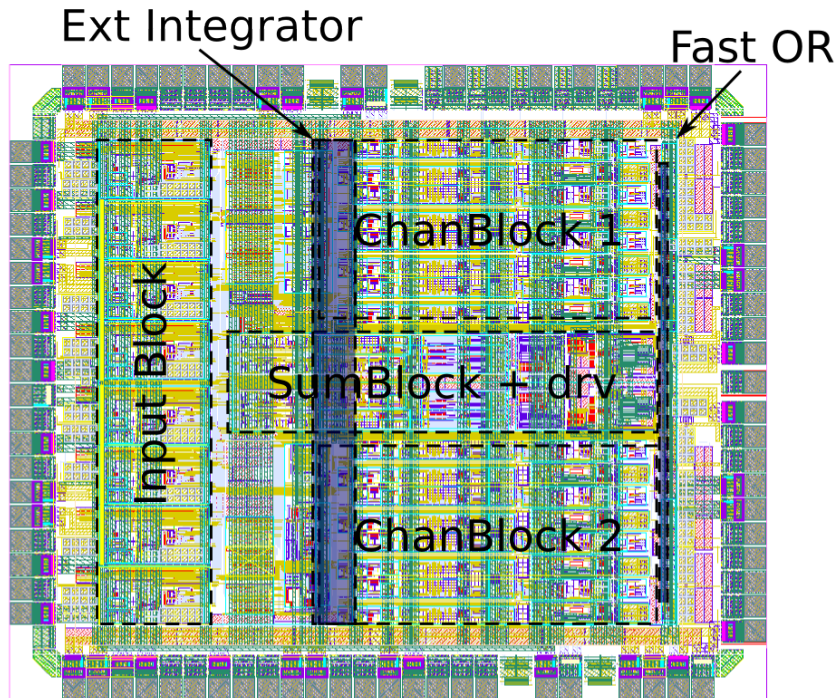 Ext Integrator
Fast OR
ChanBlock 1
Input Block
SumBlock + drv
ChanBlock 2